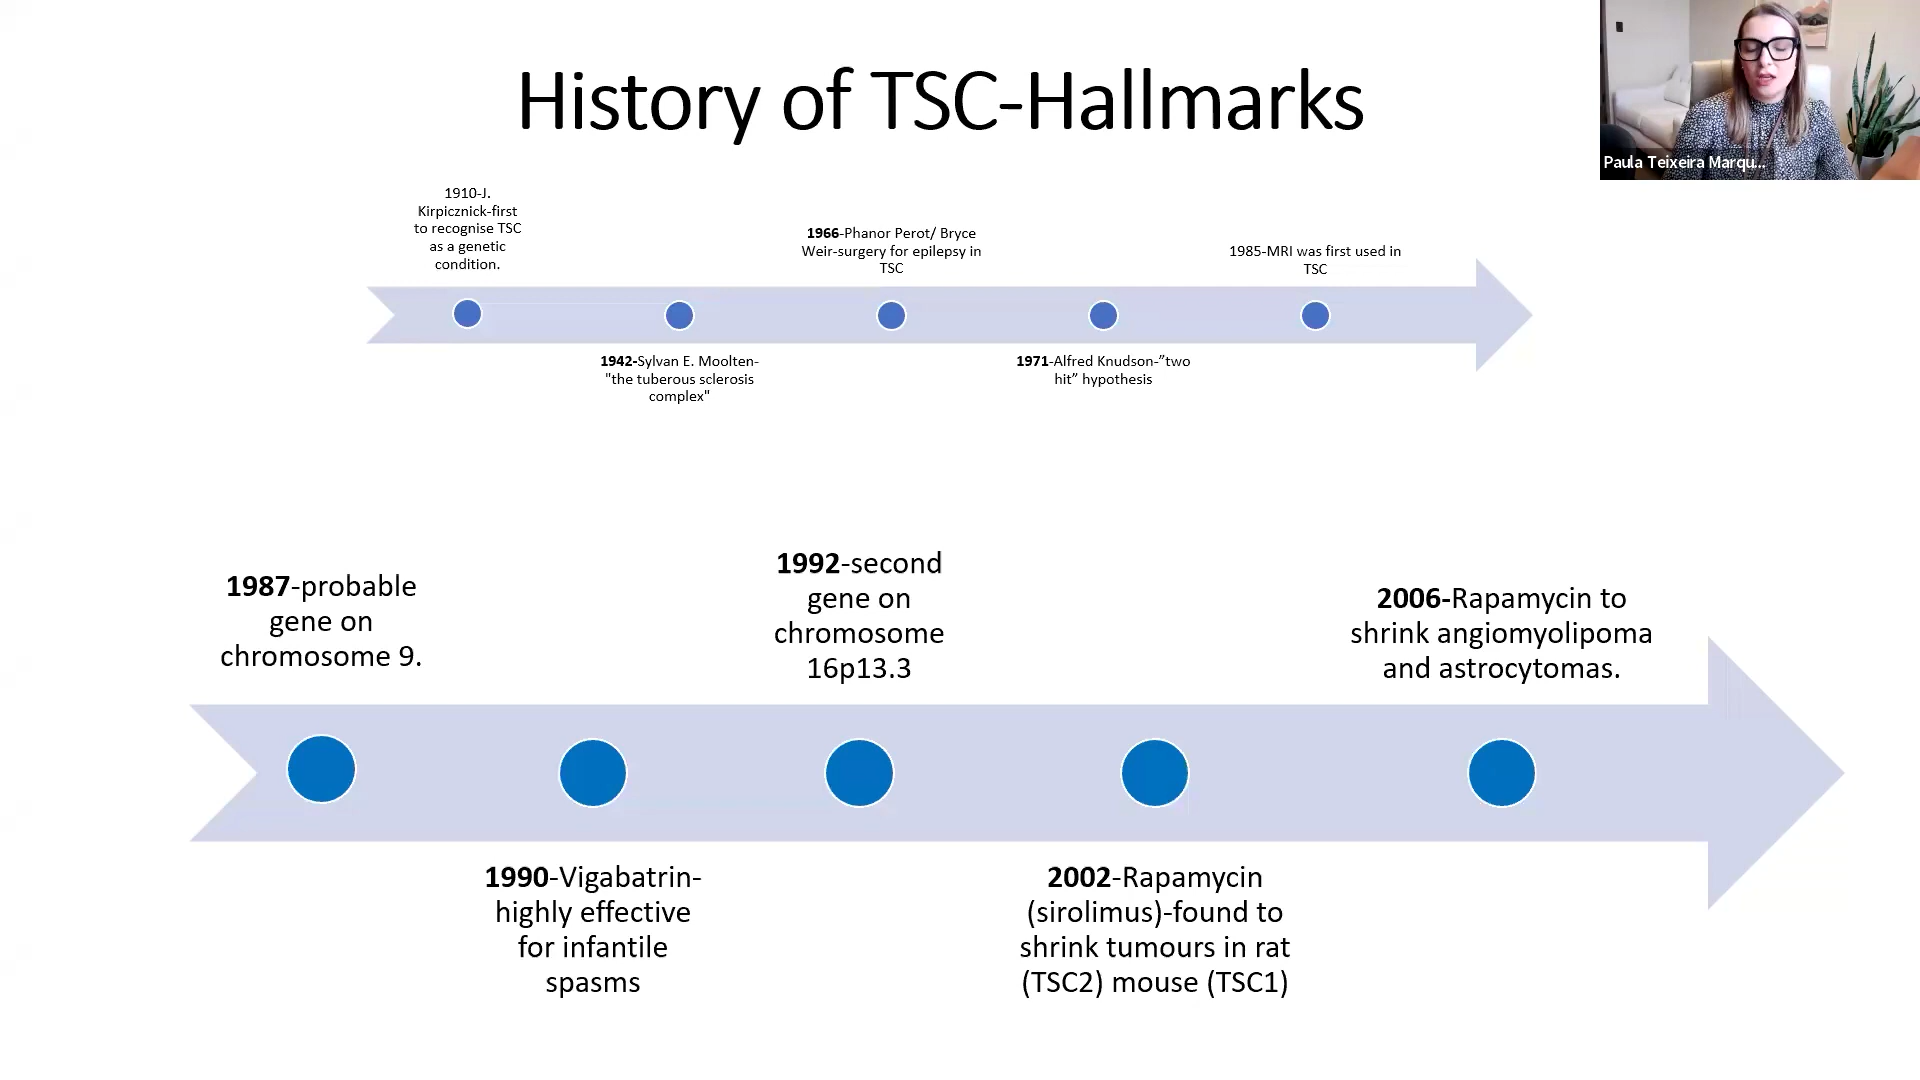 History of TSC-Hallmarks
Paula Teixeira Marqu...
1910-J.
Kirpicznick-first
to recognise TSC
as a genetic
condition.
1942-Sylvan E. Moolten-
"the tuberous sclerosis
complex"
1966-Phanor Perot/ Bryce
Weir-surgery for epilepsy in
TSC
1971-Alfred Knudson-”two
hit” hypothesis
1985-MRI was first used in
TSC
1987-probable
gene on
chromosome 9.
1990-Vigabatrin-
highly effective
for infantile
spasms
1992-second
gene on
chromosome
16p13.3
2002-Rapamycin
(sirolimus)-found to
shrink tumours in rat
(TSC2) mouse (TSC1)
2006-Rapamycin to
shrink angiomyolipoma
and astrocytomas.